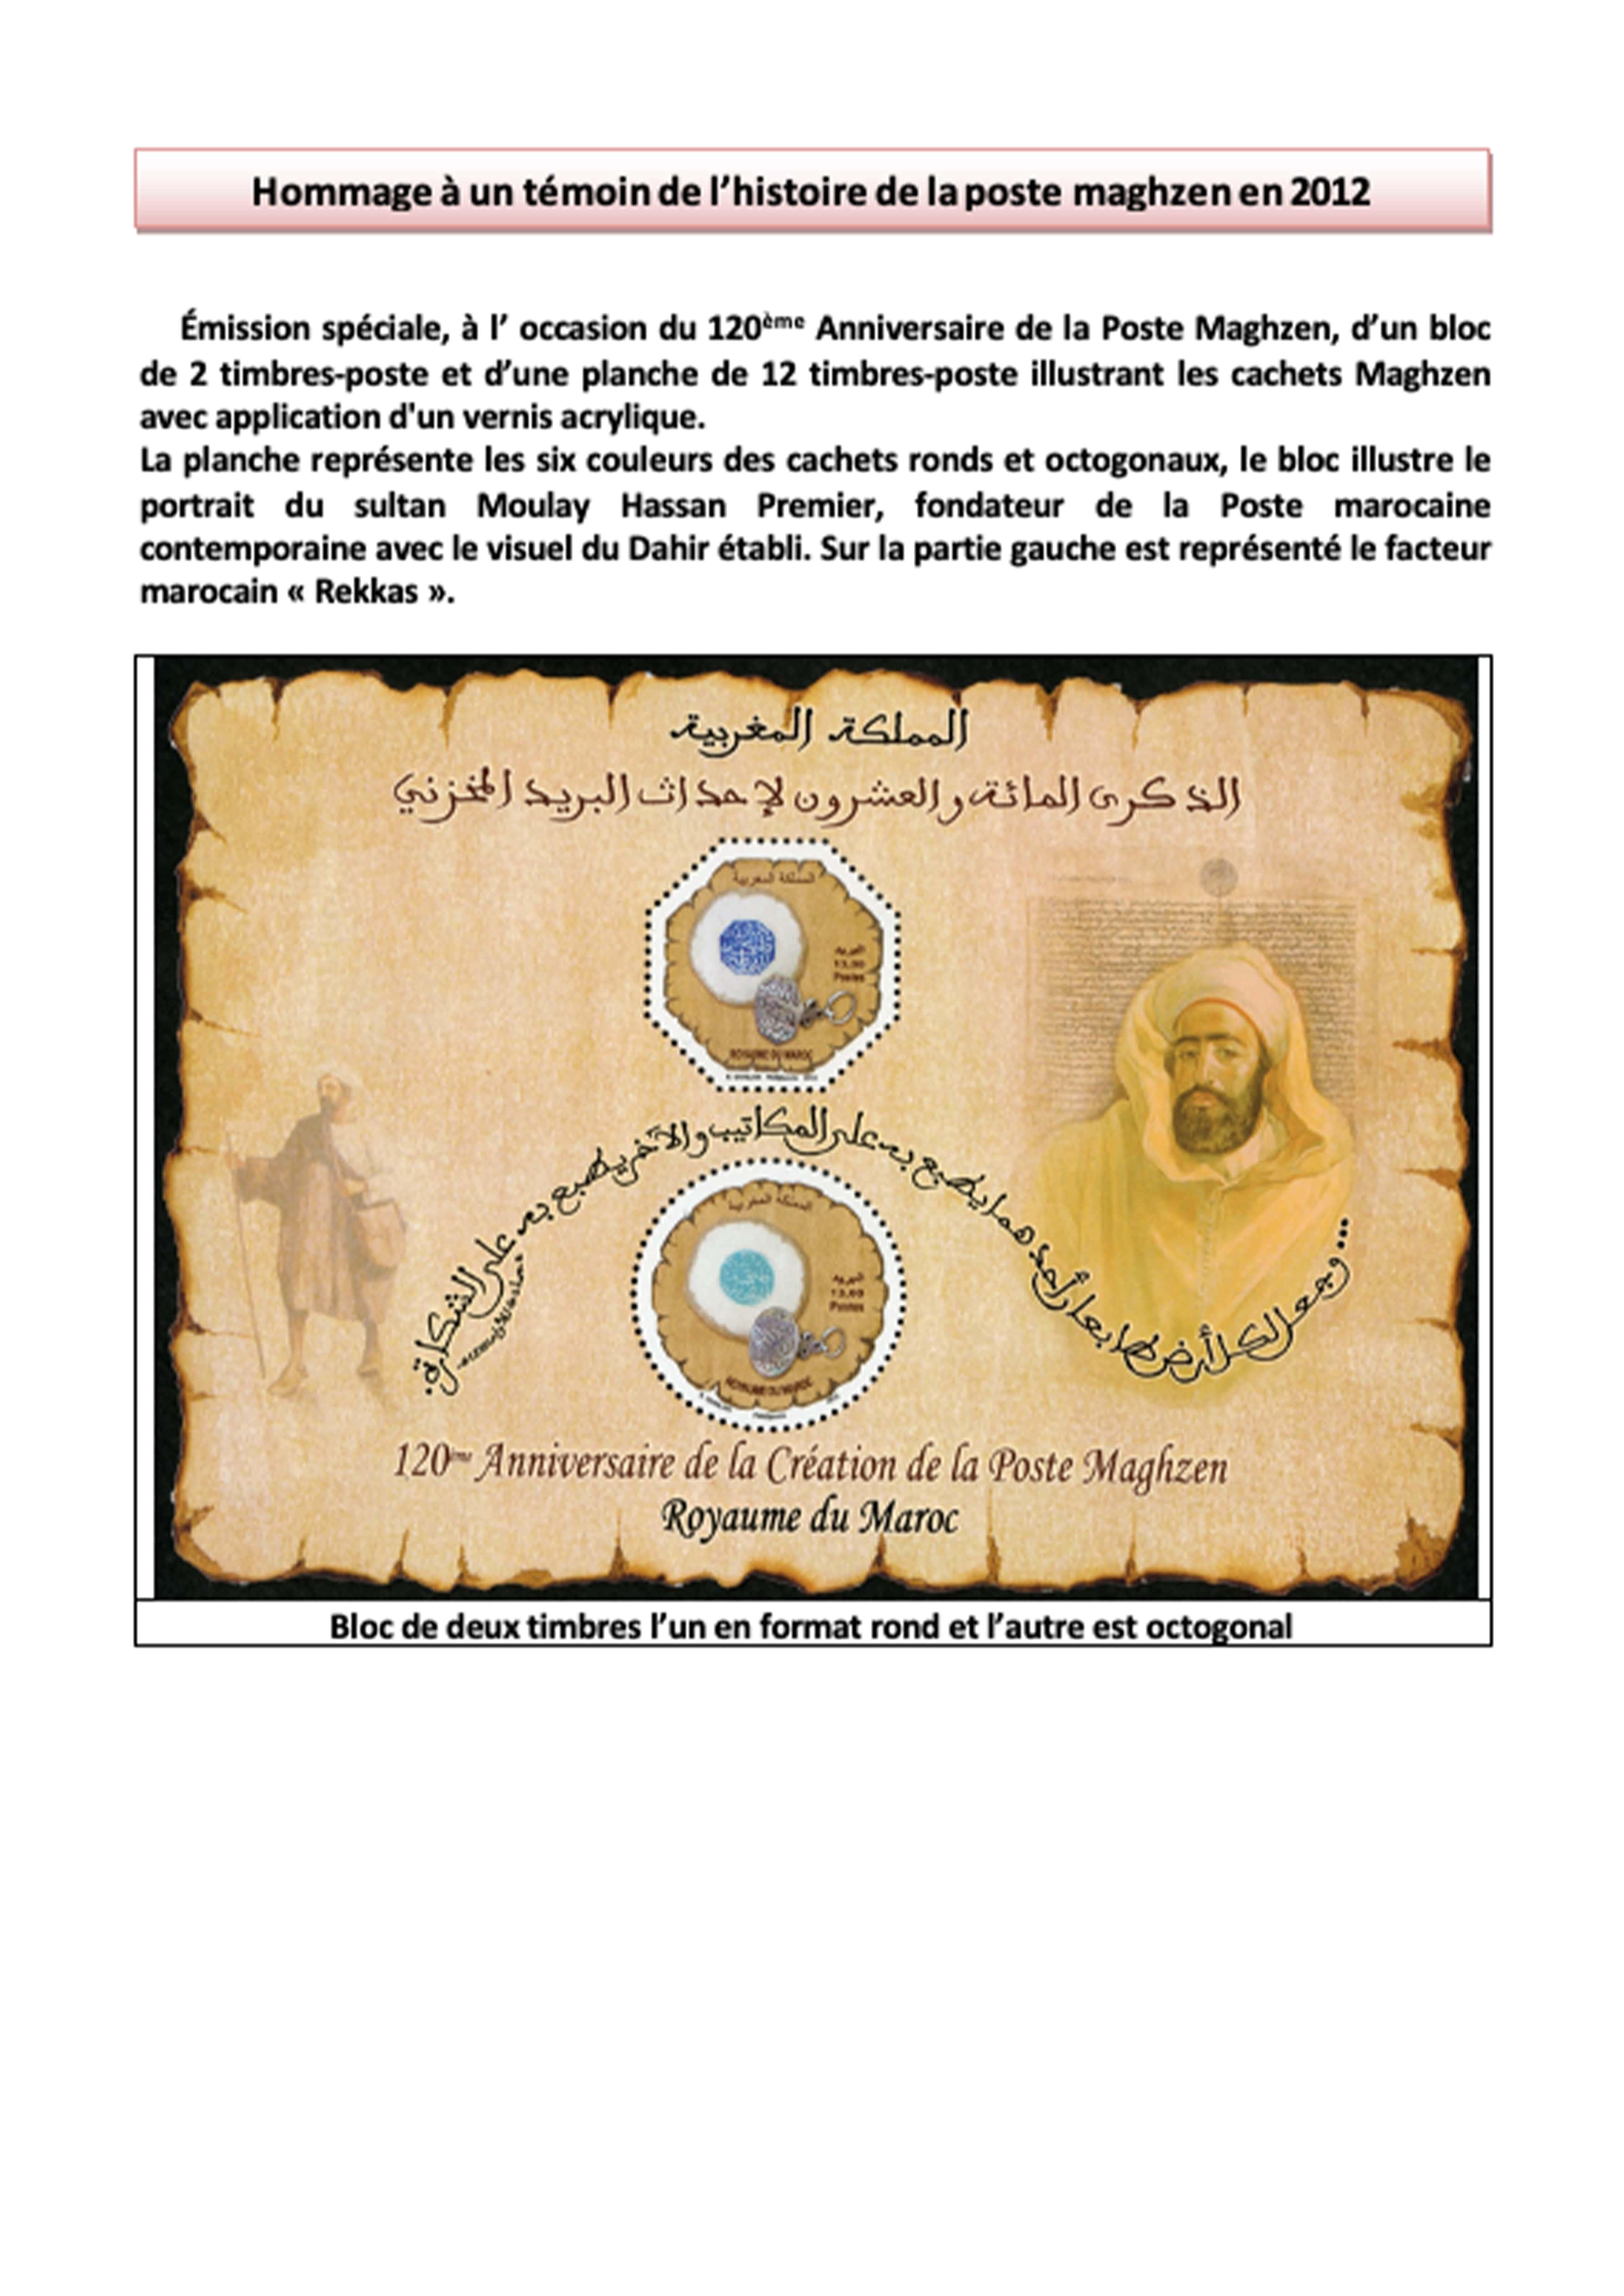 Hommage à un témoin de l’histoire de la poste maghzen en 2012
Émission spéciale, à l’ occasion du 120ème Anniversaire de la Poste Maghzen, d’un bloc
de 2 timbres-poste et d’une planche de 12 timbres-poste illustrant les cachets Maghzen
avec application d'un vernis acrylique.
La planche représente les six couleurs des cachets ronds et octogonaux, le bloc illustre le
portrait du sultan Moulay Hassan Premier, fondateur de la Poste marocaine
contemporaine avec le visuel du Dahir établi. Sur la partie gauche est représenté le facteur
marocain « Rekkas ».
المملكة المغربية
الذكرى المائة والعشرون لإحداث البريد المخزني
المملكة المغربية
البريد
13,00
Postes
ROYAUME DU MAROC
... وجعل لكل أرض طابعا أحدهما يطبع به على المكاتيب والآخر يطبع به على الشكارة.
المملكة المغربية
البريد
13,00
Postes
ROYAUME DU MAROC
120ème Anniversaire de la Création de la Poste Maghzen
Royaume du Maroc
Bloc de deux timbres l’un en format rond et l’autre est octogonal